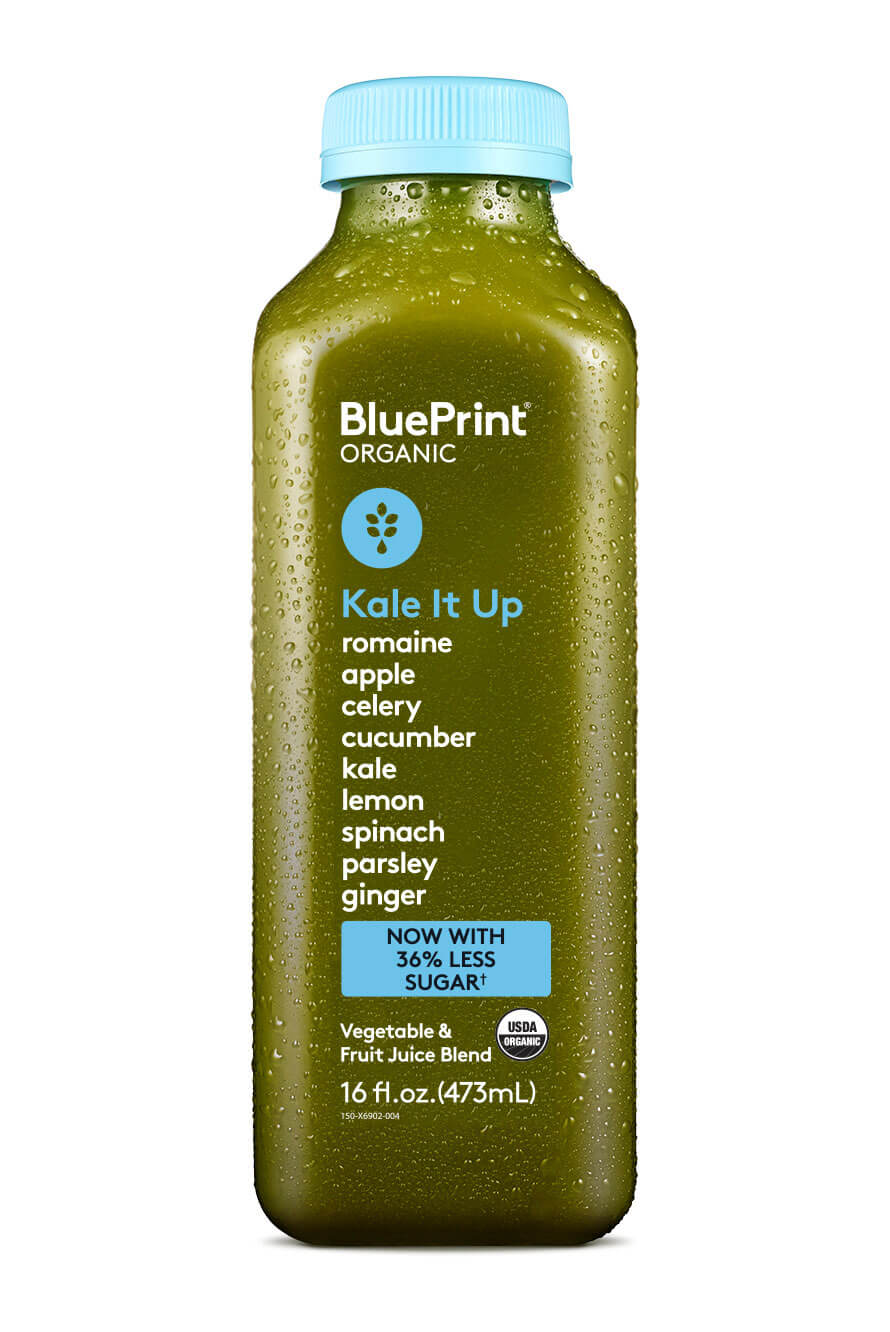 BluePrint®
ORGANIC
Kale It Up
romaine
apple
celery
cucumber
kale
lemon
spinach
parsley
ginger
NOW WITH
36% LESS
SUGAR†
Vegetable &
Fruit Juice Blend
USDA
ORGANIC
16 fl.oz.(473mL)
150-X6902-004